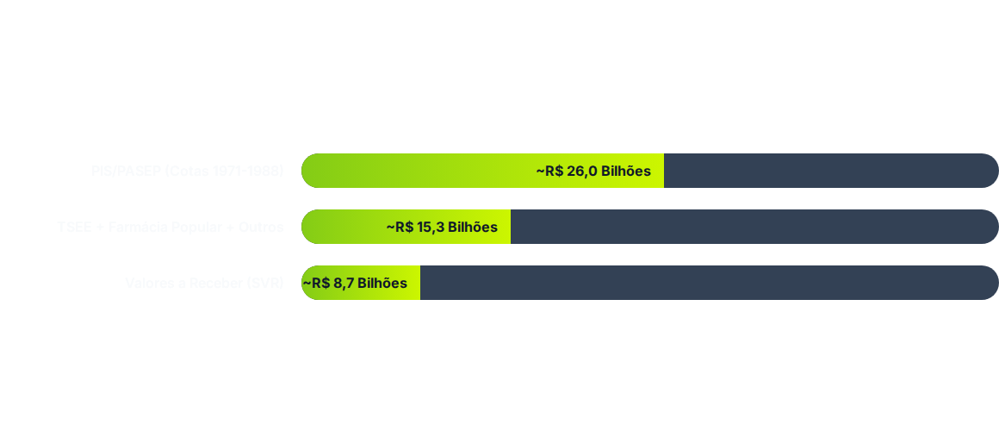 PIS/PASEP (Cotas 1971-1988)
~R$ 26,0 Bilhões
TSEE + Farmácia Popular + Outros
~R$ 15,3 Bilhões
Valores a Receber (SVR)
~R$ 8,7 Bilhões